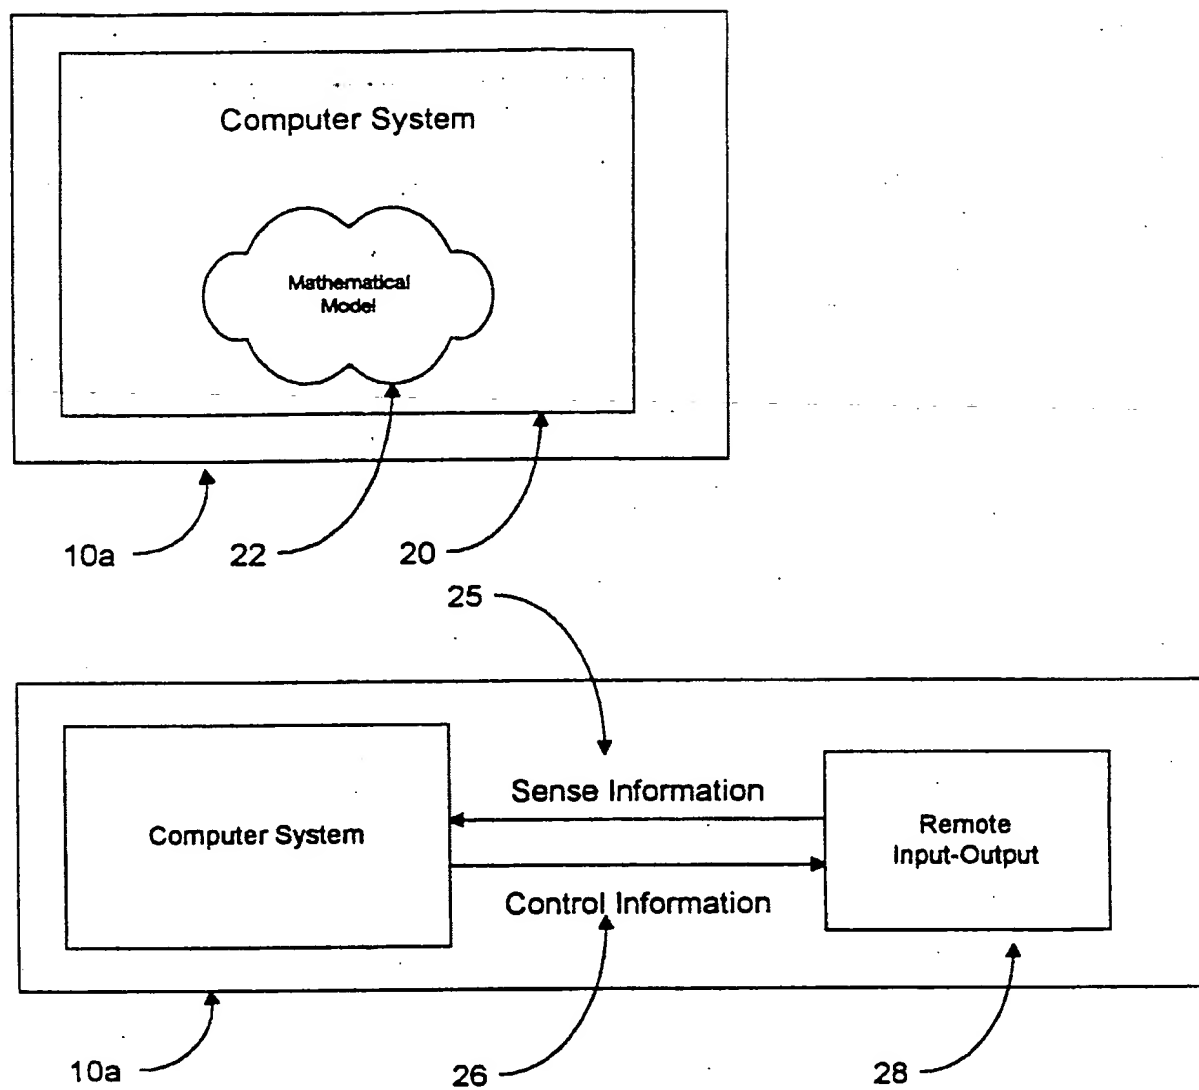 Computer System
Mathematical
Model
10a
22
20
25
Sense Information
Computer System
Remote
Input-Output
Control Information
10a
26
28